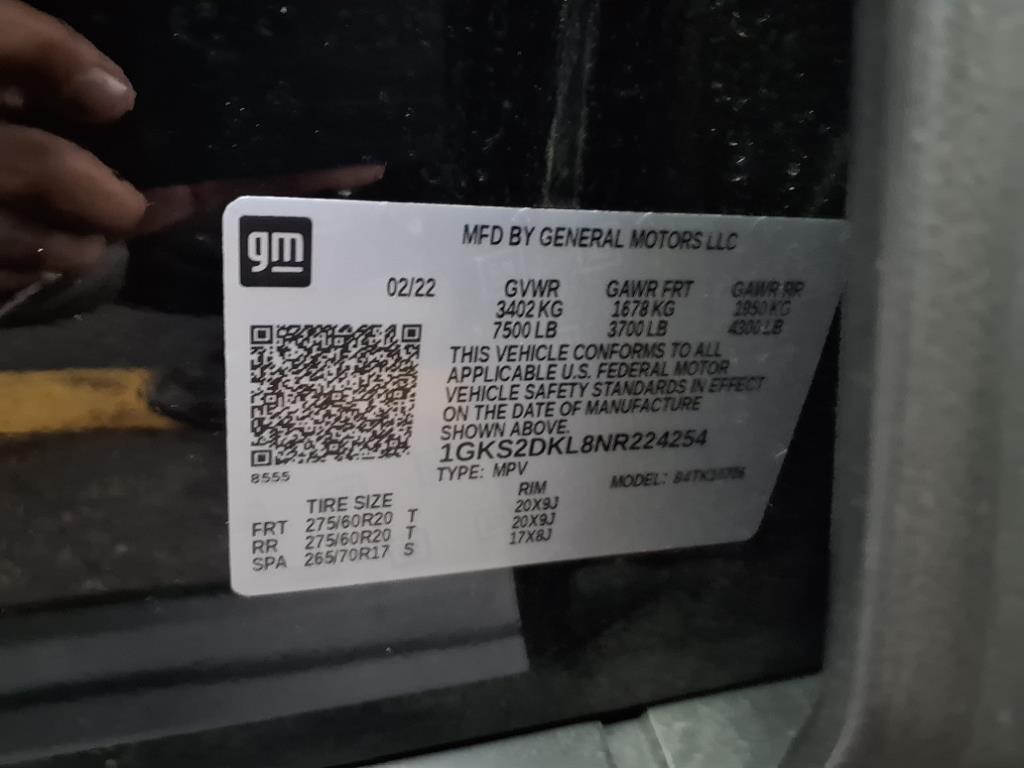 gm
MFD BY GENERAL MOTORS LLC
02/22 GVWR GAWR FRT GAWR RR
3402 KG 1678 KG 1950 KG
7500 LB 3700 LB 4300 LB
THIS VEHICLE CONFORMS TO ALL
APPLICABLE U.S. FEDERAL MOTOR
VEHICLE SAFETY STANDARDS IN EFFECT
ON THE DATE OF MANUFACTURE
SHOWN ABOVE.
1GKS2DKL8NR224254
8555
TYPE: MPV MODEL:
TIRE SIZE RIM
FRT 275/60R20 T 20X9J
RR 275/60R20 T 20X9J
SPA 265/70R17 S 17X8J